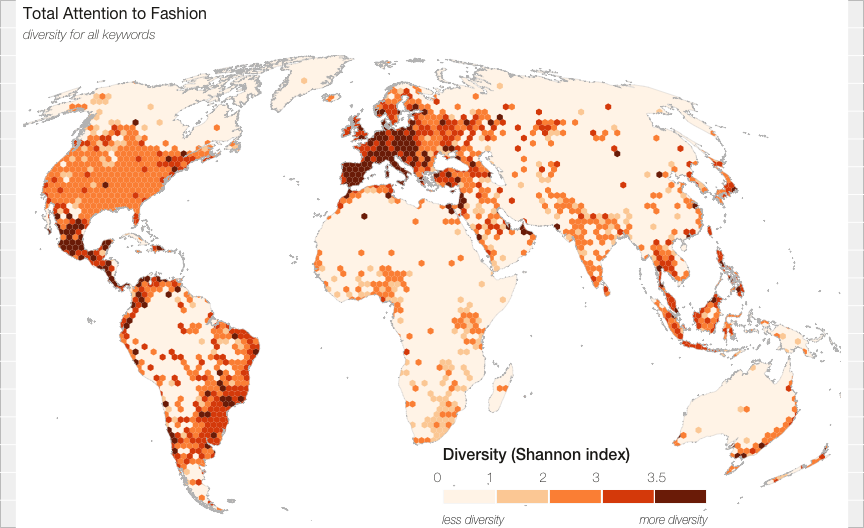 Total Attention to Fashion
diversity for all keywords
Diversity (Shannon index)
0 1 2 3 3.5
less diversity more diversity